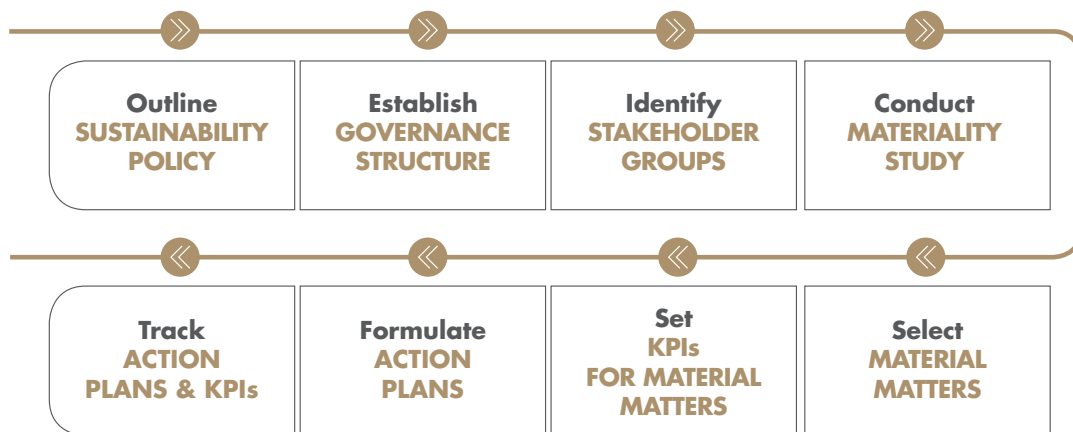 Outline
SUSTAINABILITY
POLICY
Establish
GOVERNANCE
STRUCTURE
Identify
STAKEHOLDER
GROUPS
Conduct
MATERIALITY
STUDY
Track
ACTION
PLANS & KPIs
Formulate
ACTION
PLANS
Set
KPIs
FOR MATERIAL
MATTERS
Select
MATERIAL
MATTERS